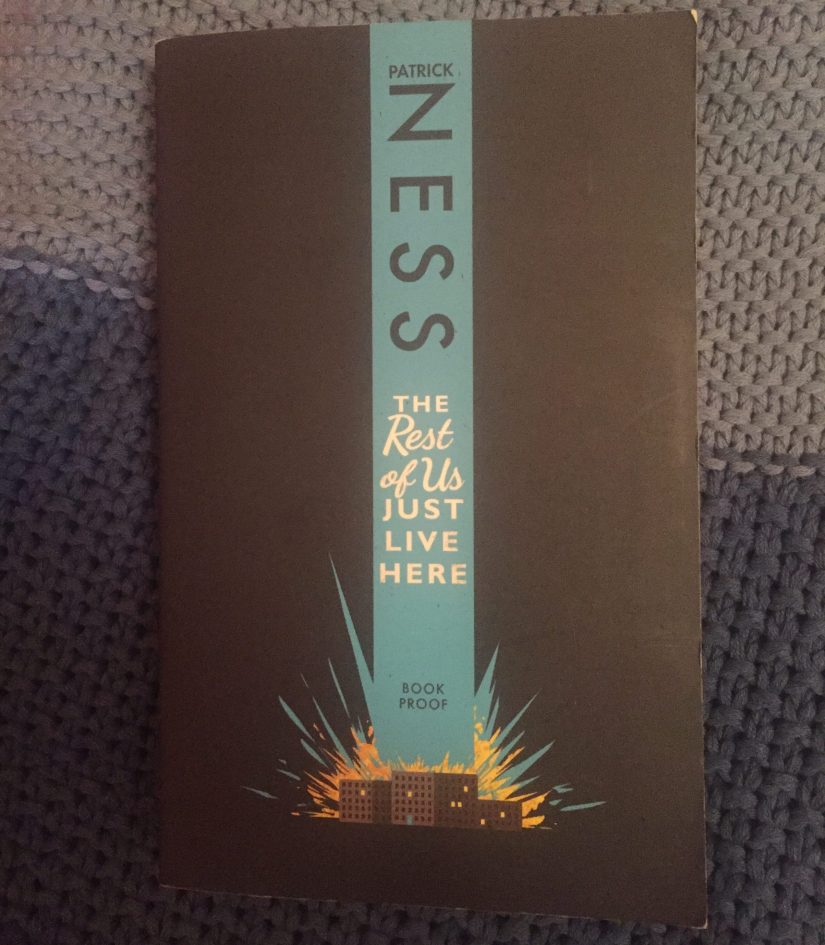 PATRICK
NESS
THE
Rest
of Us
JUST
LIVE
HERE
BOOK
PROOF